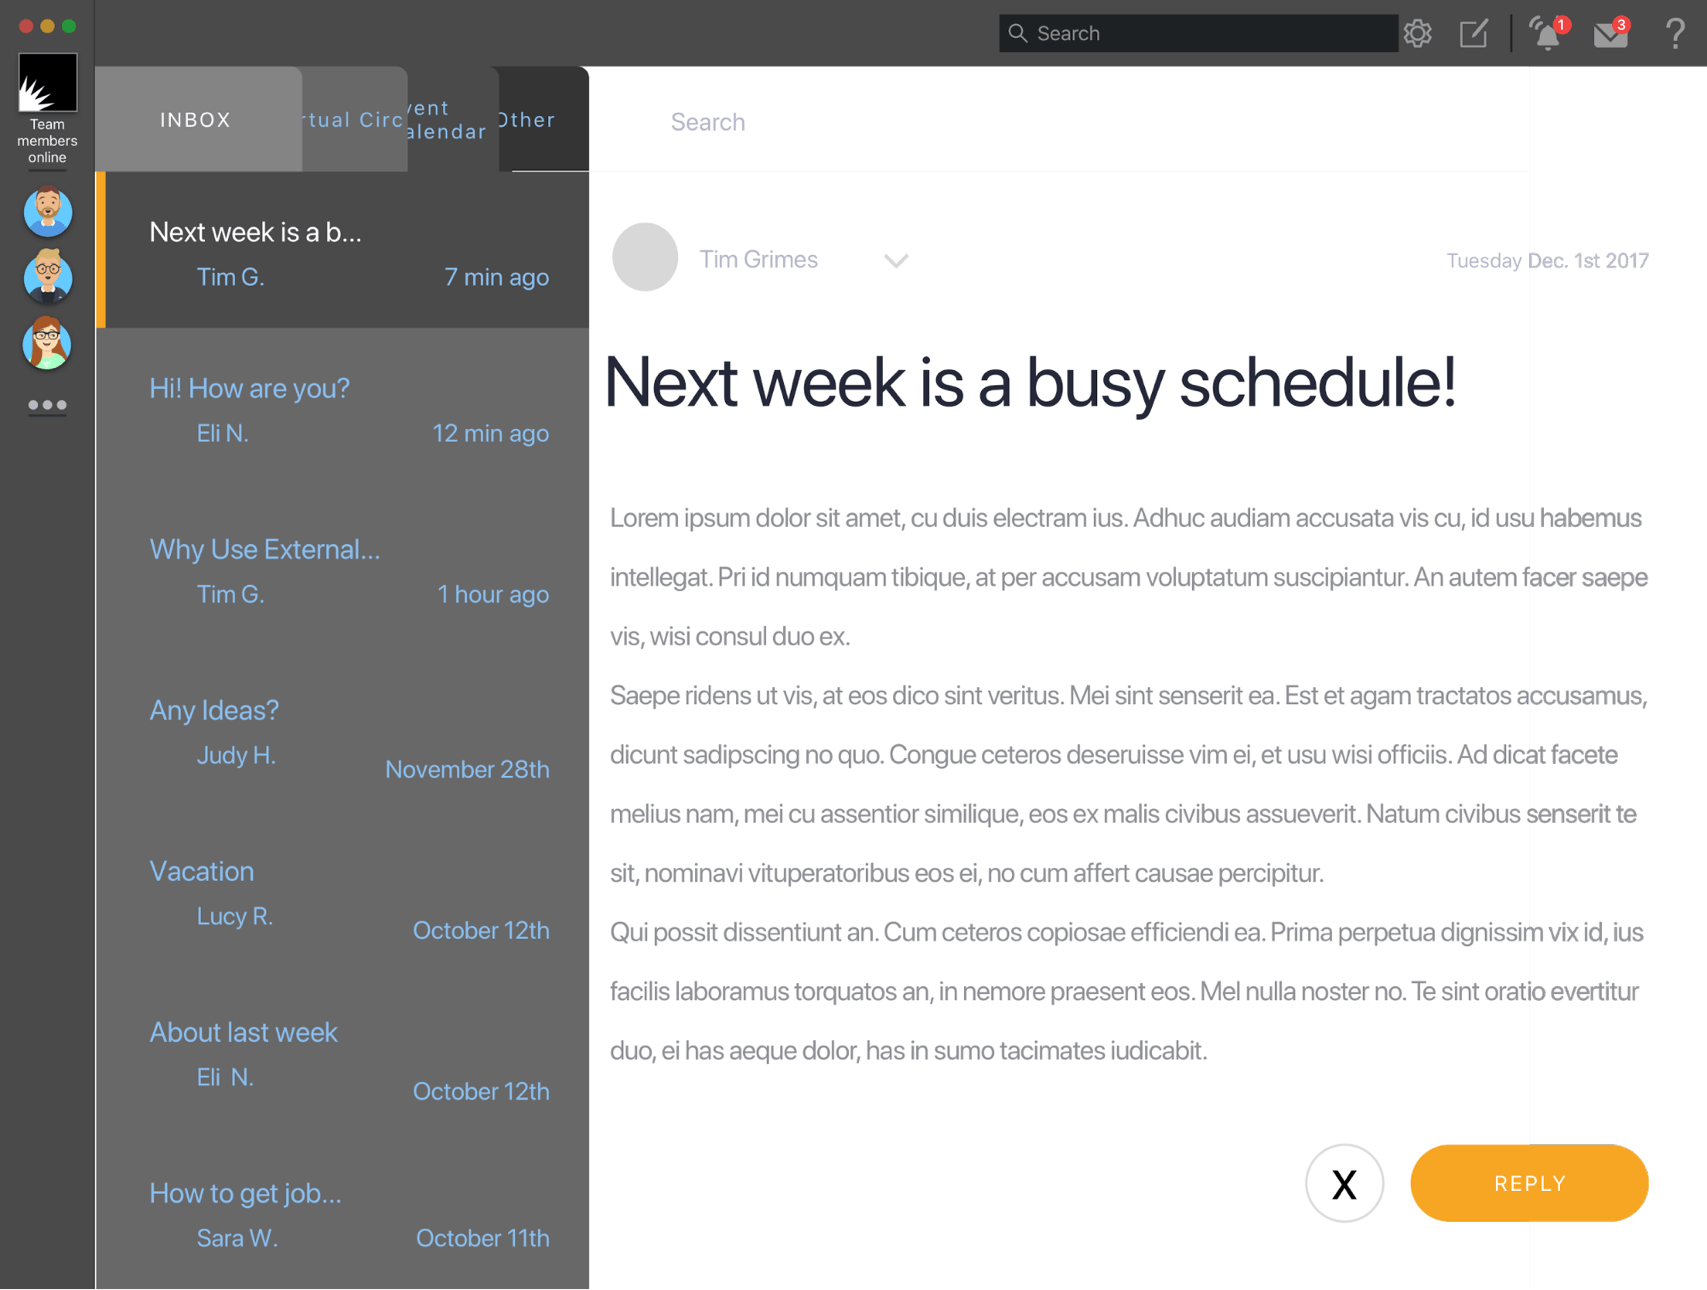 Search
1
3
?
Team
members
online
INBOX
rtual Circ
vent
alendar
Other
Search
Next week is a b...
Tim G.
7 min ago
Hi! How are you?
Eli N.
12 min ago
Why Use External...
Tim G.
1 hour ago
Any Ideas?
Judy H.
November 28th
Vacation
Lucy R.
October 12th
About last week
Eli N.
October 12th
How to get job...
Sara W.
October 11th
Tim Grimes
Tuesday Dec. 1st 2017
Next week is a busy schedule!
Lorem ipsum dolor sit amet, cu duis electram ius. Adhuc audiam accusata vis cu, id usu habemus
intellegat. Pri id numquam tibique, at per accusam voluptatum suscipiantur. An autem facer saepe
vis, wisi consul duo ex.
Saepe ridens ut vis, at eos dico sint veritus. Mei sint senserit ea. Est et agam tractatos accusamus,
dicunt sadipscing no quo. Congue ceteros deseruisse vim ei, et usu wisi officiis. Ad dicat facete
melius nam, mei cu assentior similique, eos ex malis civibus assueverit. Natum civibus senserit te
sit, nominavi vituperatoribus eos ei, no cum affert causae percipitur.
Qui possit dissentiunt an. Cum ceteros copiosae efficiendi ea. Prima perpetua dignissim vix id, ius
facilis laboramus torquatos an, in nemore praesent eos. Mel nulla noster no. Te sint oratio evertitur
duo, ei has aeque dolor, has in sumo tacimates iudicabit.
X
REPLY